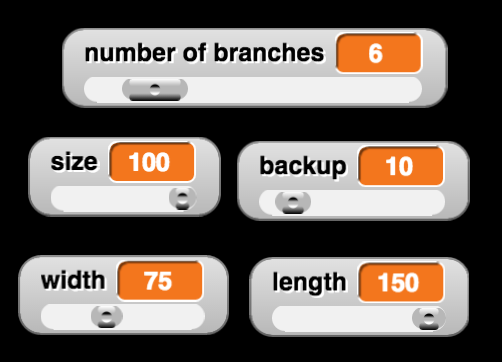 number of branches 6
size 100
backup 10
width 75
length 150